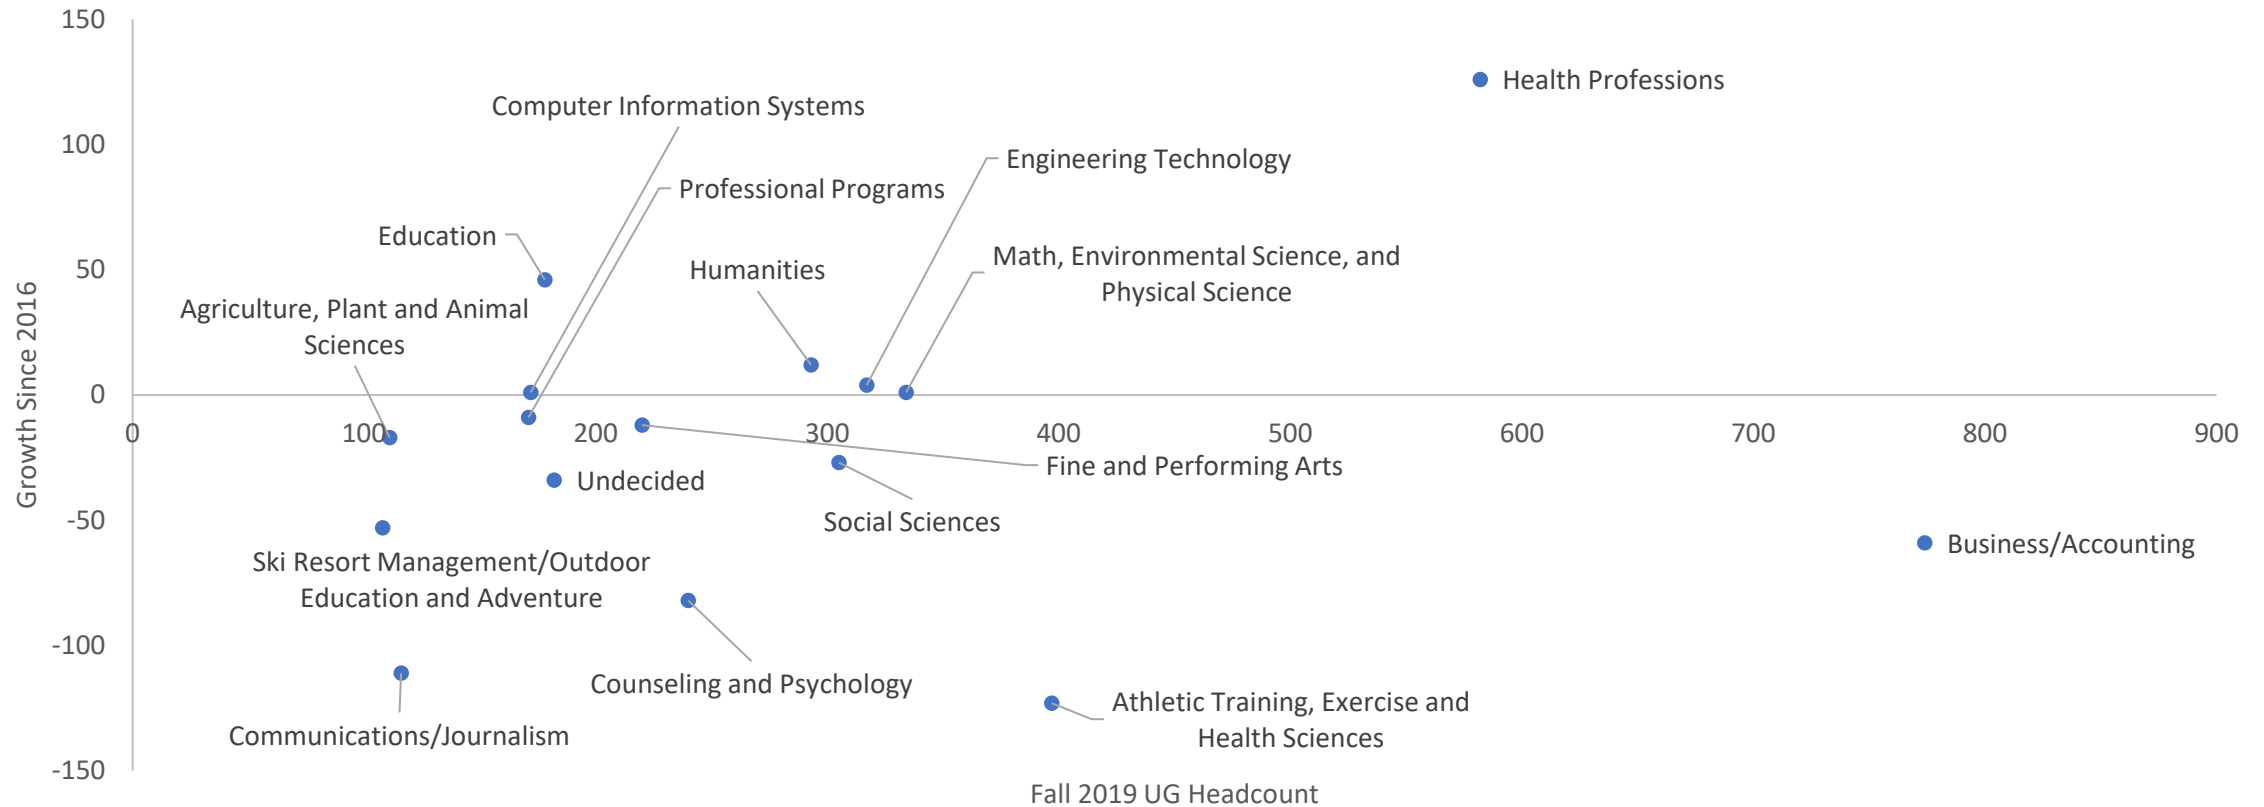 150
Health Professions
Computer Information Systems
100
Engineering Technology
Professional Programs
Education
Math, Environmental Science, and
Physical Science
50
Humanities
Agriculture, Plant and Animal
Sciences
Growth Since 2016
0
0
100
200
300
400
500
600
700
800
900
Fine and Performing Arts
Undecided
-50
Social Sciences
Business/Accounting
Ski Resort Management/Outdoor
Education and Adventure
-100
Counseling and Psychology
Athletic Training, Exercise and
Health Sciences
Communications/Journalism
-150
Fall 2019 UG Headcount